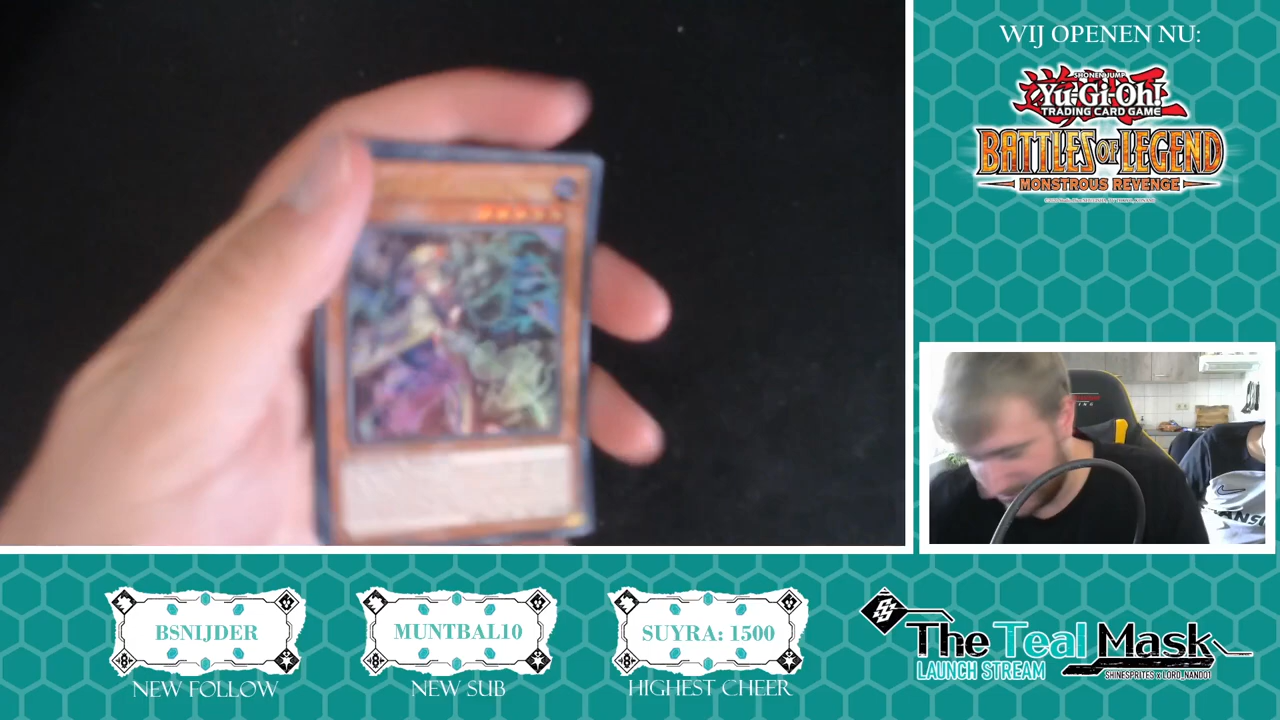 WIJ OPENEN NU:
SHONEN JUMP
Yu-Gi-Oh!
TRADING CARD GAME
BATTLES OF LEGEND
MONSTROUS REVENGE
BSNIJDER
NEW FOLLOW
MUNTBAL10
NEW SUB
SUYRA: 1500
HIGHEST CHEER
The Teal Mask
LAUNCH STREAM
SHINESPRITES X LORD_NANDO1